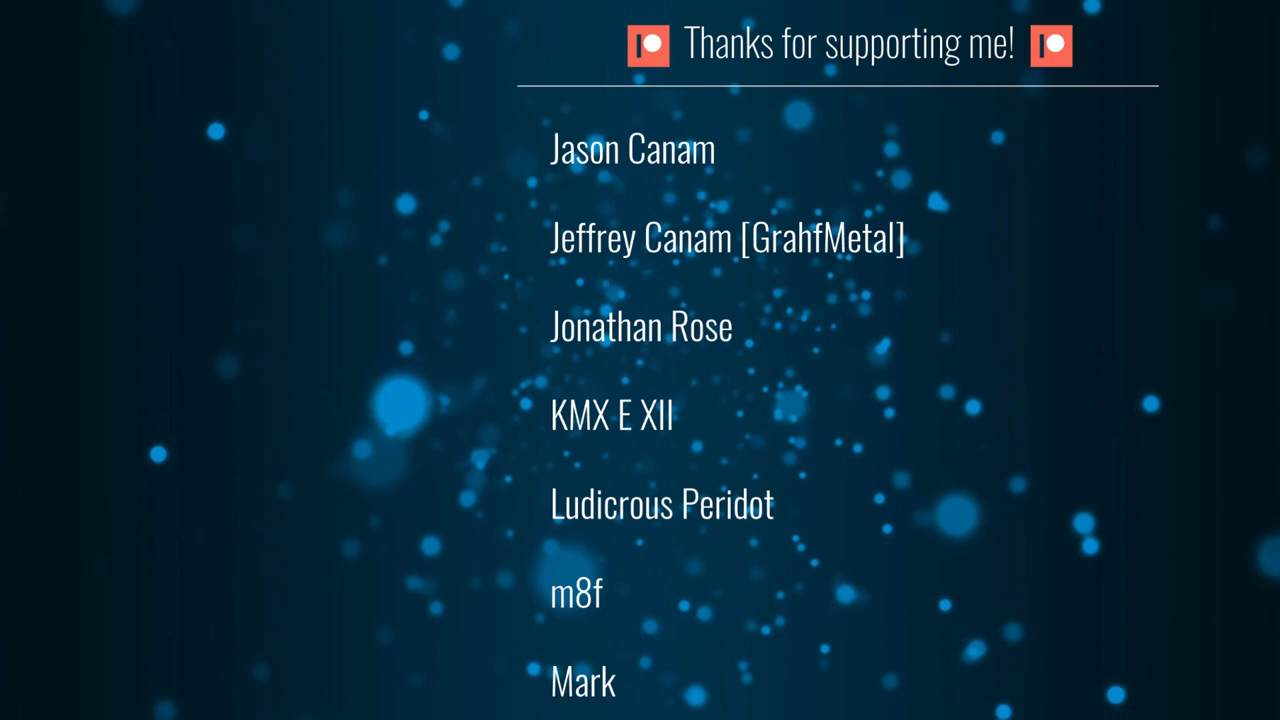 Thanks for supporting me!
Jason Canam
Jeffrey Canam [GrahfMetal]
Jonathan Rose
KMX E XII
Ludicrous Peridot
m8f
Mark